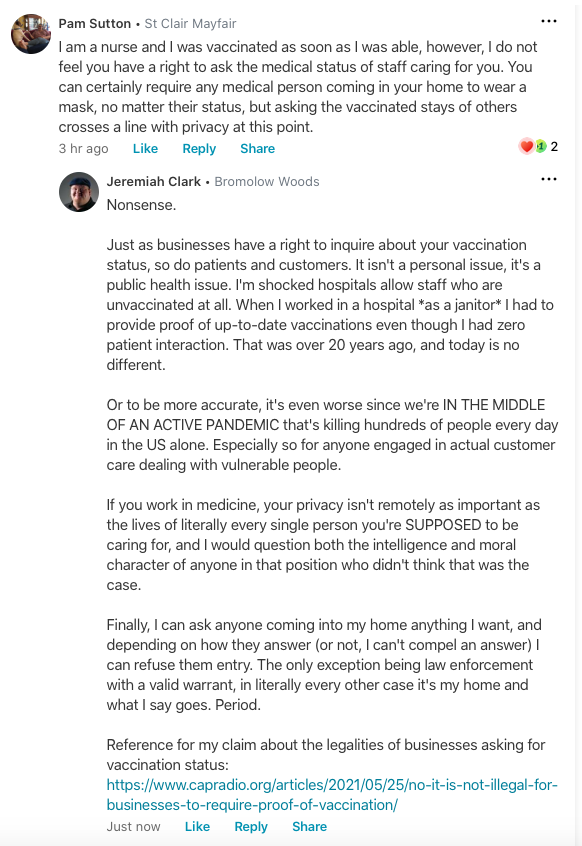 Pam Sutton • St Clair Mayfair
I am a nurse and I was vaccinated as soon as I was able, however, I do not
feel you have a right to ask the medical status of staff caring for you. You
can certainly require any medical person coming in your home to wear a
mask, no matter their status, but asking the vaccinated stays of others
crosses a line with privacy at this point.
3 hr ago Like Reply Share 2
Jeremiah Clark • Bromolow Woods
Nonsense.
Just as businesses have a right to inquire about your vaccination
status, so do patients and customers. It isn't a personal issue, it's a
public health issue. I'm shocked hospitals allow staff who are
unvaccinated at all. When I worked in a hospital *as a janitor* I had to
provide proof of up-to-date vaccinations even though I had zero
patient interaction. That was over 20 years ago, and today is no
different.
Or to be more accurate, it's even worse since we're IN THE MIDDLE
OF AN ACTIVE PANDEMIC that's killing hundreds of people every day
in the US alone. Especially so for anyone engaged in actual customer
care dealing with vulnerable people.
If you work in medicine, your privacy isn't remotely as important as
the lives of literally every single person you're SUPPOSED to be
caring for, and I would question both the intelligence and moral
character of anyone in that position who didn't think that was the
case.
Finally, I can ask anyone coming into my home anything I want, and
depending on how they answer (or not, I can't compel an answer) I
can refuse them entry. The only exception being law enforcement
with a valid warrant, in literally every other case it's my home and
what I say goes. Period.
Reference for my claim about the legalities of businesses asking for
vaccination status:
https://www.capradio.org/articles/2021/05/25/no-it-is-not-illegal-for-
businesses-to-require-proof-of-vaccination/
Just now Like Reply Share